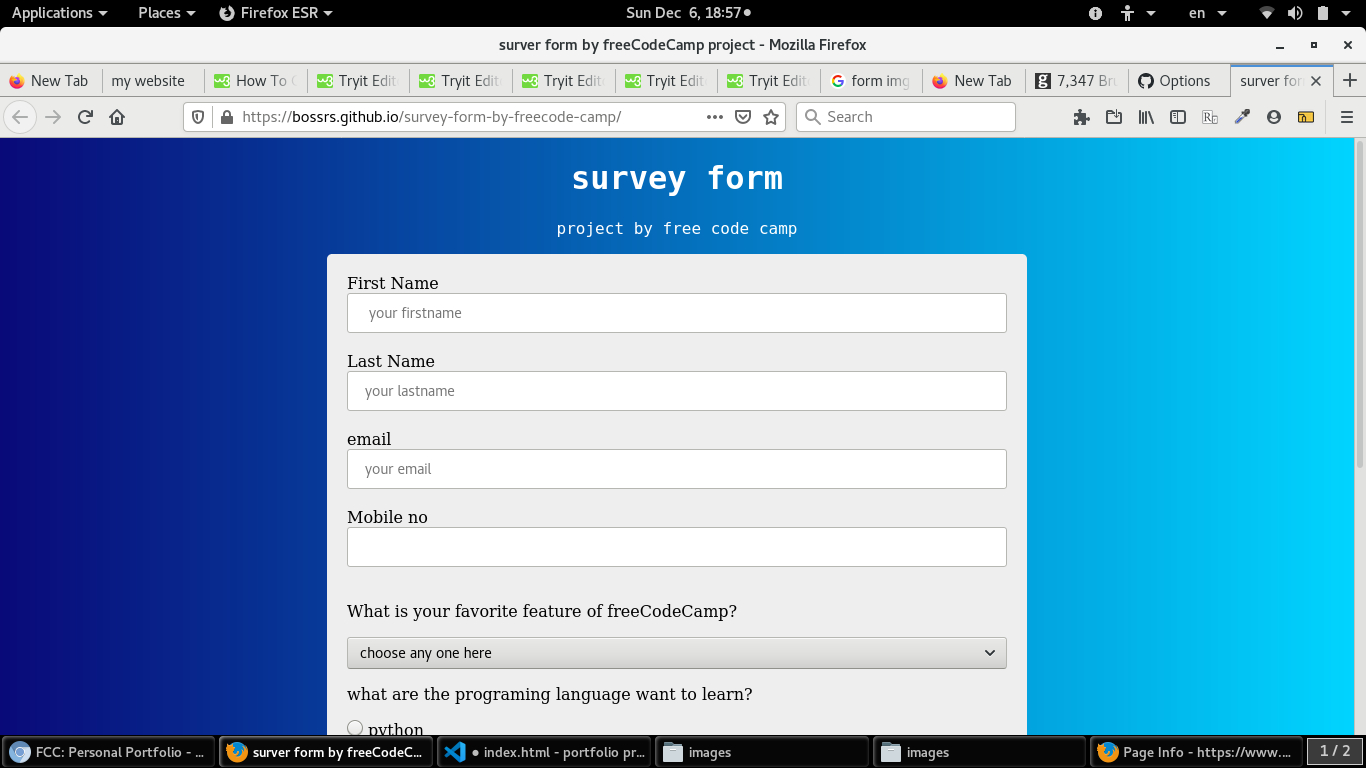 Applications Places Firefox ESR Sun Dec 6, 18:57 en
surver form by freeCodeCamp project - Mozilla Firefox
New Tab my website How To Tryit Edit Tryit Edit Tryit Edit Tryit Edit Tryit Edit form img New Tab 7,347 Br Options surver for
https://bossrs.github.io/survey-form-by-freecode-camp/ Search
survey form
project by free code camp
First Name
your firstname
Last Name
your lastname
email
your email
Mobile no
What is your favorite feature of freeCodeCamp?
choose any one here
what are the programing language want to learn?
python
FCC: Personal Portfolio - ... surver form by freeCodeC... • index.html - portfolio pr... images images Page Info - https://www.... 1 / 2